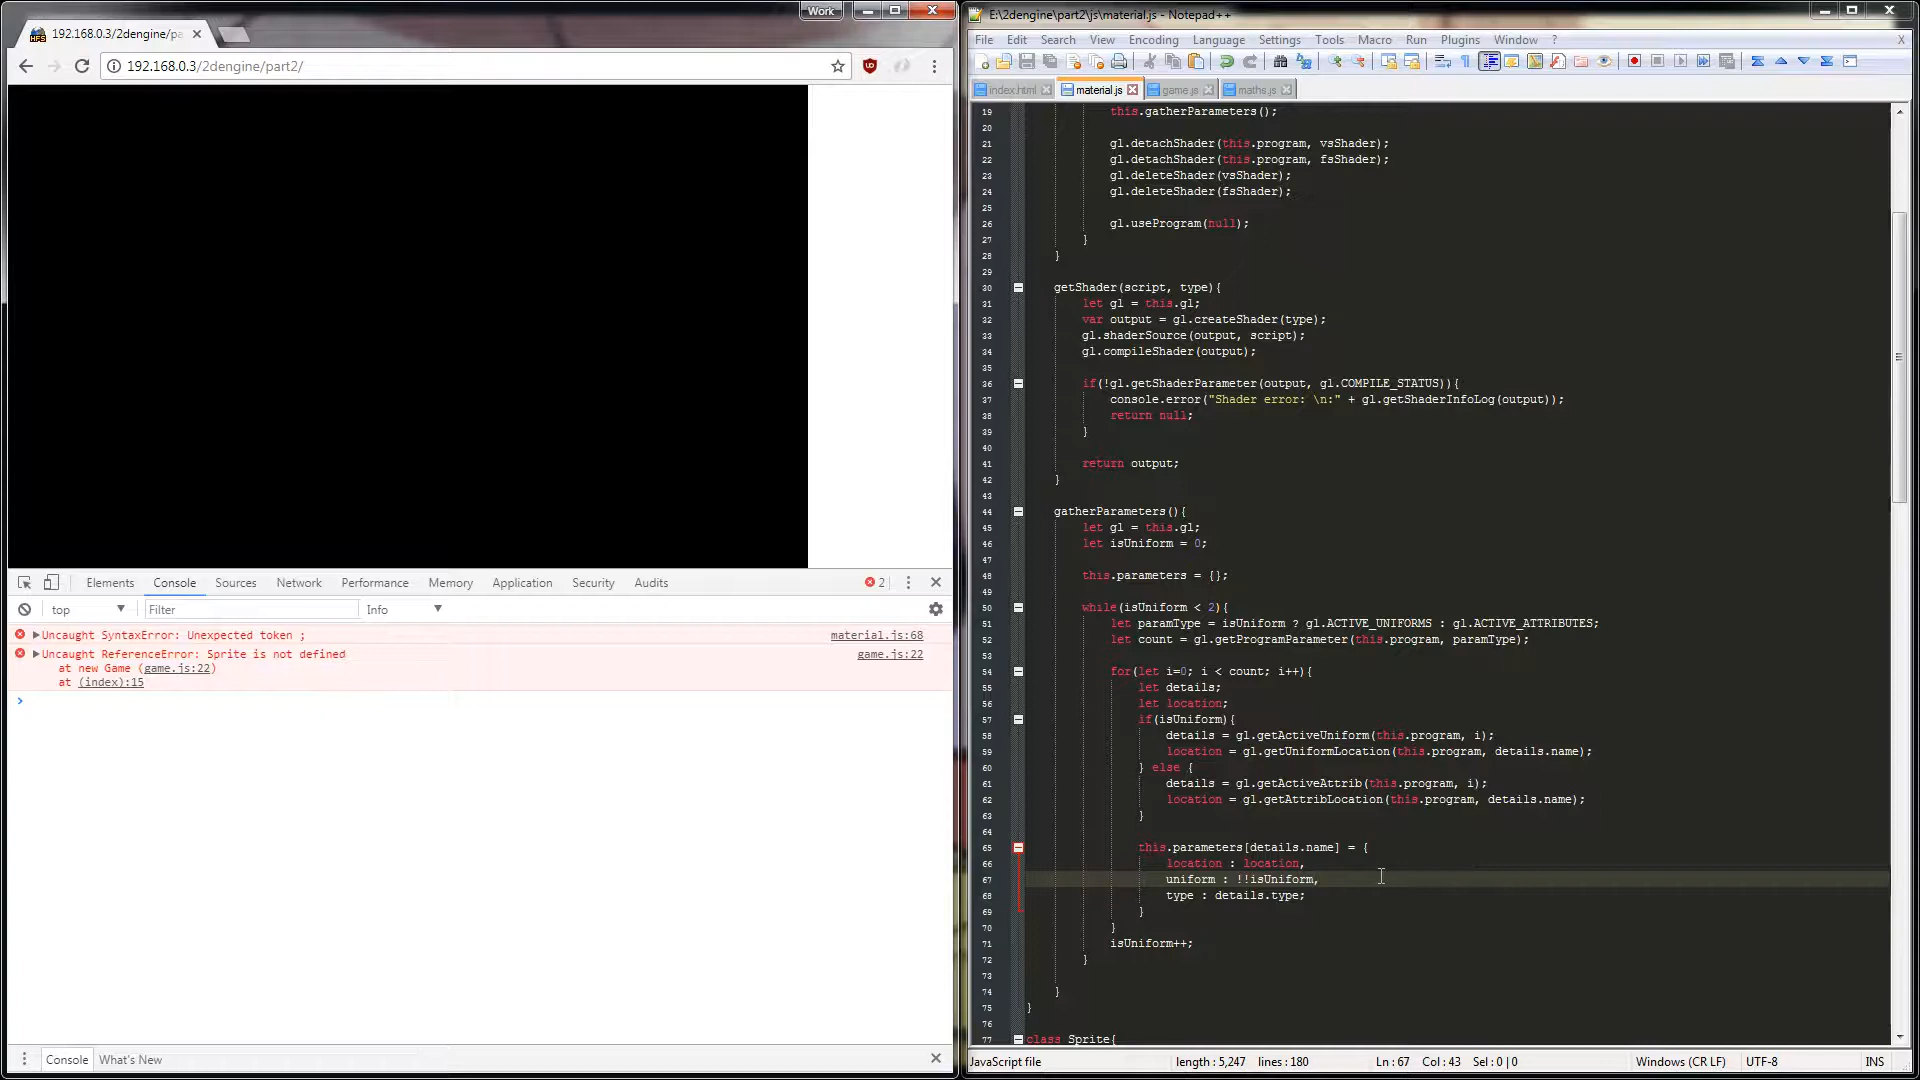 Work
192.168.0.3/2dengine/pa
192.168.0.3/2dengine/part2/
Elements Console Sources Network Performance Memory Application Security Audits 2
top Filter Info
Uncaught SyntaxError: Unexpected token ; material.js:68
Uncaught ReferenceError: Sprite is not defined game.js:22
at new Game (game.js:22)
at (index):15
Console What's New
E:\2dengine\part2\js\material.js - Notepad++
File Edit Search View Encoding Language Settings Tools Macro Run Plugins Window ? X
index.html material.js game.js maths.js
19 this.gatherParameters();
20
21 gl.detachShader(this.program, vsShader);
22 gl.detachShader(this.program, fsShader);
23 gl.deleteShader(vsShader);
24 gl.deleteShader(fsShader);
25
26 gl.useProgram(null);
27 }
28 }
29
30 getShader(script, type){
31 let gl = this.gl;
32 var output = gl.createShader(type);
33 gl.shaderSource(output, script);
34 gl.compileShader(output);
35
36 if(!gl.getShaderParameter(output, gl.COMPILE_STATUS)){
37 console.error("Shader error: \n:" + gl.getShaderInfoLog(output));
38 return null;
39 }
40
41 return output;
42 }
43
44 gatherParameters(){
45 let gl = this.gl;
46 let isUniform = 0;
47
48 this.parameters = {};
49
50 while(isUniform < 2){
51 let paramType = isUniform ? gl.ACTIVE_UNIFORMS : gl.ACTIVE_ATTRIBUTES;
52 let count = gl.getProgramParameter(this.program, paramType);
53
54 for(let i=0; i < count; i++){
55 let details;
56 let location;
57 if(isUniform){
58 details = gl.getActiveUniform(this.program, i);
59 location = gl.getUniformLocation(this.program, details.name);
60 } else {
61 details = gl.getActiveAttrib(this.program, i);
62 location = gl.getAttribLocation(this.program, details.name);
63 }
64
65 this.parameters[details.name] = {
66 location : location,
67 uniform : !!isUniform,
68 type : details.type;
69 }
70 }
71 isUniform++;
72 }
73
74 }
75 }
76
77 class Sprite{
JavaScript file length : 5,247 lines : 180 Ln : 67 Col : 43 Sel : 0 | 0 Windows (CR LF) UTF-8 INS